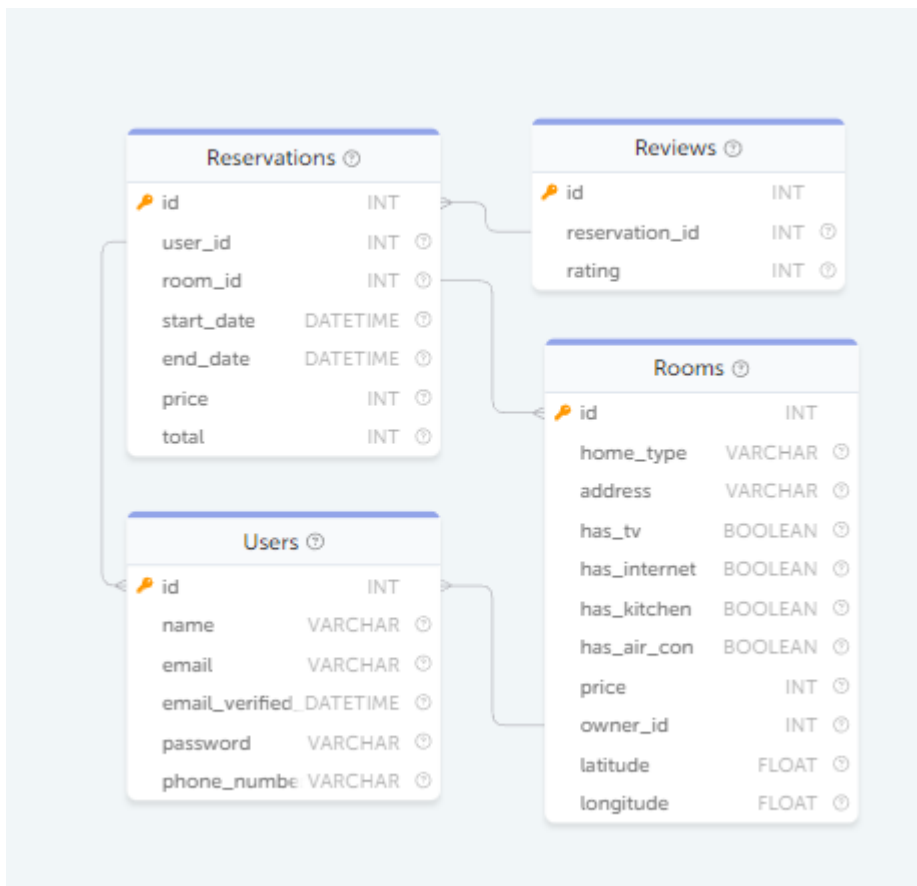 Reservations
id INT
user_id INT
room_id INT
start_date DATETIME
end_date DATETIME
price INT
total INT
Reviews
id INT
reservation_id INT
rating INT
Rooms
id INT
home_type VARCHAR
address VARCHAR
has_tv BOOLEAN
has_internet BOOLEAN
has_kitchen BOOLEAN
has_air_con BOOLEAN
price INT
owner_id INT
latitude FLOAT
longitude FLOAT
Users
id INT
name VARCHAR
email VARCHAR
email_verified_ DATETIME
password VARCHAR
phone_numbe VARCHAR